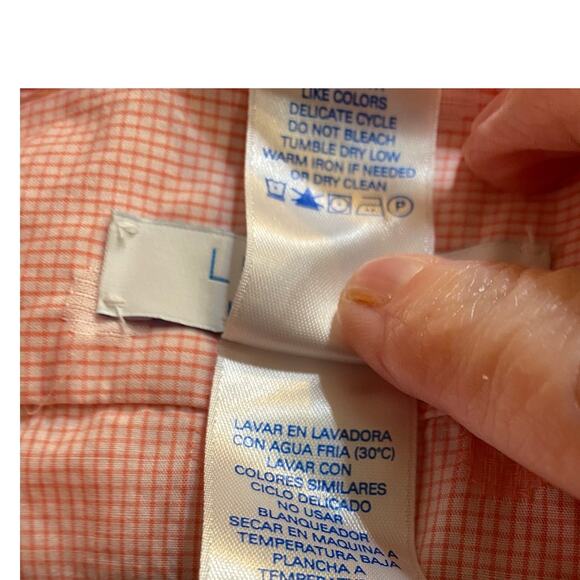 LIKE COLORS
DELICATE CYCLE
DO NOT BLEACH
TUMBLE DRY LOW
WARM IRON IF NEEDED
OR DRY CLEAN
P
L
LAVAR EN LAVADORA
CON AGUA FRIA (30°C)
LAVAR CON
COLORES SIMILARES
CICLO DELICADO
NO USAR
BLANQUEADOR
SECAR EN MAQUINA A
TEMPERATURA BAJA
PLANCHA A
TEMPERATURA